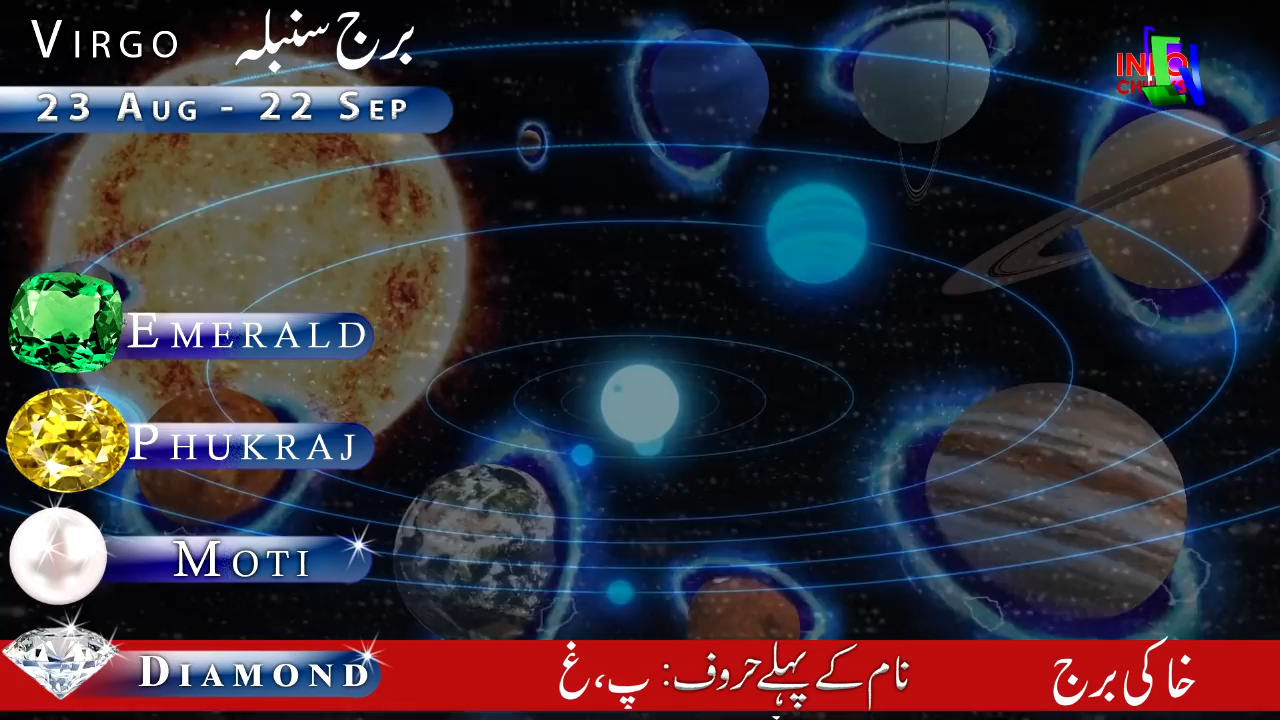 VIRGO برج سنبلہ
23 AUG - 22 SEP
EMERALD
PHUKRAJ
MOTI
DIAMOND
خاکی برج
نام کے پہلے حروف: پ، غ